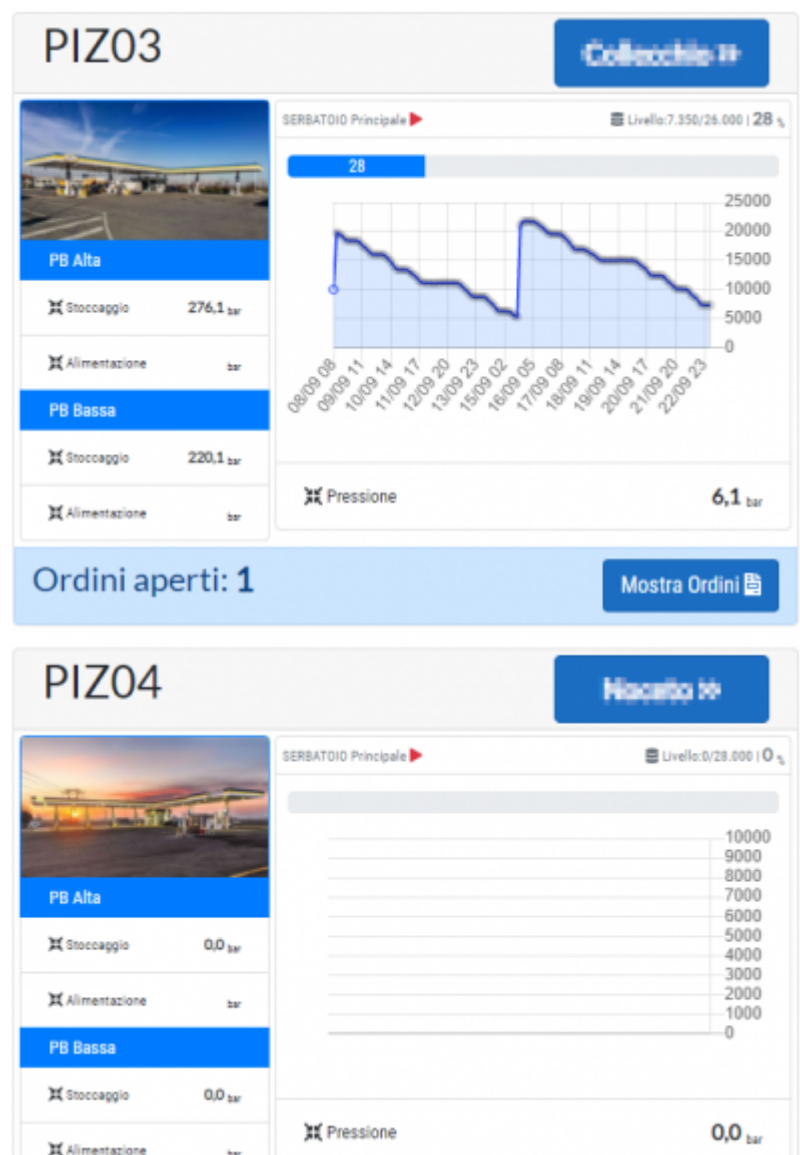 PIZ03
SERBATOIO Principale Livello:7.350/26.000 | 28 %
28
PB Alta
Stoccaggio 276,1 bar
Alimentazione bar
PB Bassa
Stoccaggio 220,1 bar
Alimentazione bar
25000
20000
15000
10000
5000
0
08/09 08
09/09 11
10/09 14
11/09 17
12/09 20
13/09 23
15/09 02
16/09 05
17/09 08
18/09 11
19/09 14
20/09 17
21/09 20
22/09 23
Pressione 6,1 bar
Ordini aperti: 1
Mostra Ordini
PIZ04
SERBATOIO Principale Livello:0/28.000 | 0 %
PB Alta
Stoccaggio 0,0 bar
Alimentazione bar
PB Bassa
Stoccaggio 0,0 bar
Alimentazione bar
10000
9000
8000
7000
6000
5000
4000
3000
2000
1000
0
Pressione 0,0 bar